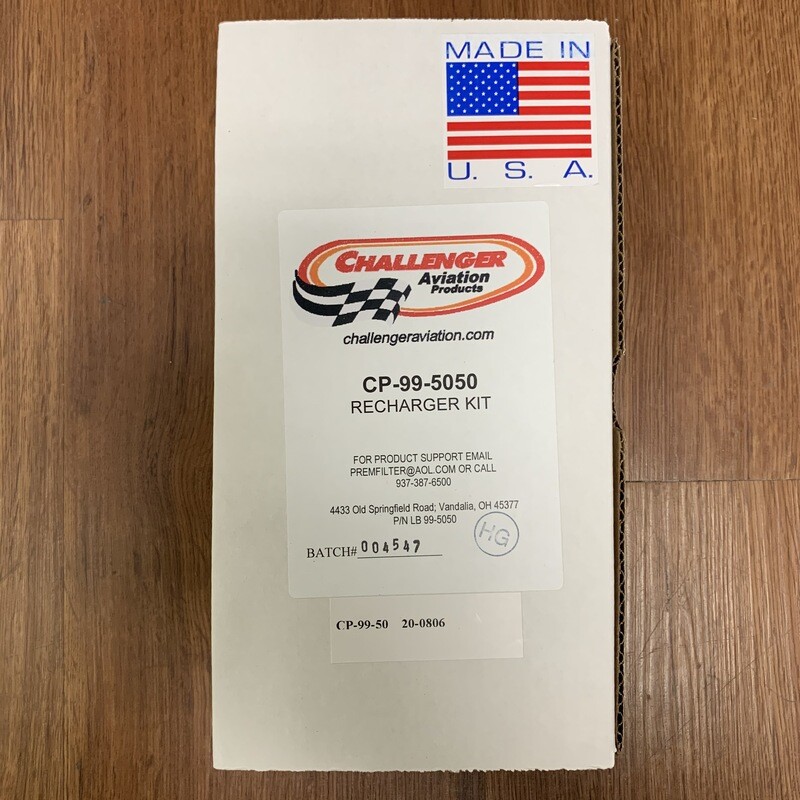 MADE IN
U. S. A.
CHALLENGER
Aviation
Products
challengeraviation.com
CP-99-5050
RECHARGER KIT
FOR PRODUCT SUPPORT EMAIL
PREMFILTER@AOL.COM OR CALL
937-387-6500
4433 Old Springfield Road; Vandalia, OH 45377
P/N LB 99-5050
HG
BATCH# 004547
CP-99-50 20-0806